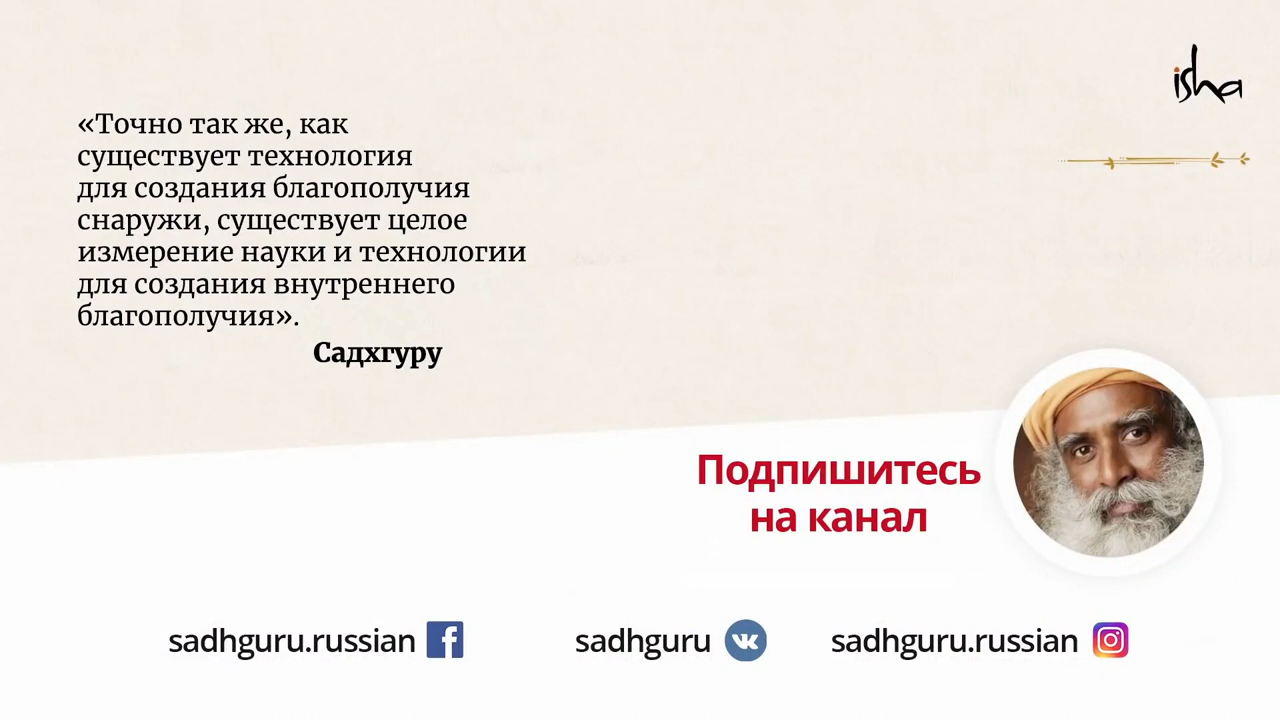 isha
«Точно так же, как
существует технология
для создания благополучия
снаружи, существует целое
измерение науки и технологии
для создания внутреннего
благополучия».
Садхгуру
Подпишитесь
на канал
sadhguru.russian
sadhguru
sadhguru.russian